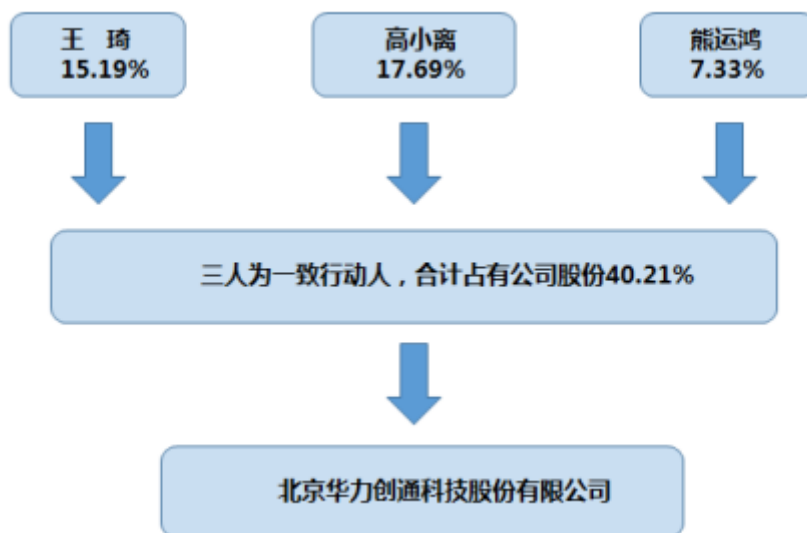 王　琦
15.19%
高小离
17.69%
熊运鸿
7.33%
三人为一致行动人，合计占有公司股份40.21%
北京华力创通科技股份有限公司